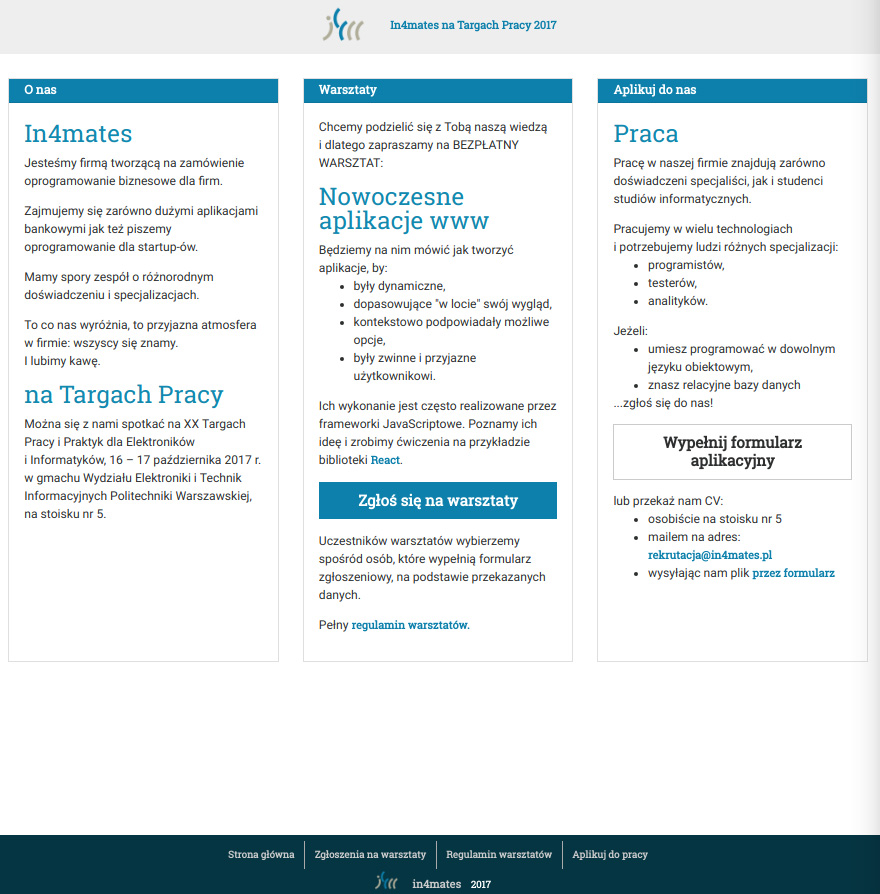 In4mates na Targach Pracy 2017
O nas
In4mates
Jesteśmy firmą tworzącą na zamówienie
oprogramowanie biznesowe dla firm.
Zajmujemy się zarówno dużymi aplikacjami
bankowymi jak też piszemy
oprogramowanie dla startup-ów.
Mamy spory zespół o różnorodnym
doświadczeniu i specjalizacjach.
To co nas wyróżnia, to przyjazna atmosfera
w firmie: wszyscy się znamy.
I lubimy kawę.
na Targach Pracy
Można się z nami spotkać na XX Targach
Pracy i Praktyk dla Elektroników
i Informatyków, 16 – 17 października 2017 r.
w gmachu Wydziału Elektroniki i Technik
Informacyjnych Politechniki Warszawskiej,
na stoisku nr 5.
Warsztaty
Chcemy podzielić się z Tobą naszą wiedzą
i dlatego zapraszamy na BEZPŁATNY
WARSZTAT:
Nowoczesne
aplikacje www
Będziemy na nim mówić jak tworzyć
aplikacje, by:
• były dynamiczne,
• dopasowujące "w locie" swój wygląd,
• kontekstowo podpowiadały możliwe
opcje,
• były zwinne i przyjazne
użytkownikowi.
Ich wykonanie jest często realizowane przez
frameworki JavaScriptowe. Poznamy ich
ideę i zrobimy ćwiczenia na przykładzie
biblioteki React.
Zgłoś się na warsztaty
Uczestników warsztatów wybierzemy
spośród osób, które wypełnią formularz
zgłoszeniowy, na podstawie przekazanych
danych.
Pełny regulamin warsztatów.
Aplikuj do nas
Praca
Pracę w naszej firmie znajdują zarówno
doświadczeni specjaliści, jak i studenci
studiów informatycznych.
Pracujemy w wielu technologiach
i potrzebujemy ludzi różnych specjalizacji:
• programistów,
• testerów,
• analityków.
Jeżeli:
• umiesz programować w dowolnym
języku obiektowym,
• znasz relacyjne bazy danych
...zgłoś się do nas!
Wypełnij formularz
aplikacyjny
lub przekaż nam CV:
• osobiście na stoisku nr 5
• mailem na adres:
rekrutacja@in4mates.pl
• wysyłając nam plik przez formularz
Strona główna
Zgłoszenia na warsztaty
Regulamin warsztatów
Aplikuj do pracy
in4mates 2017